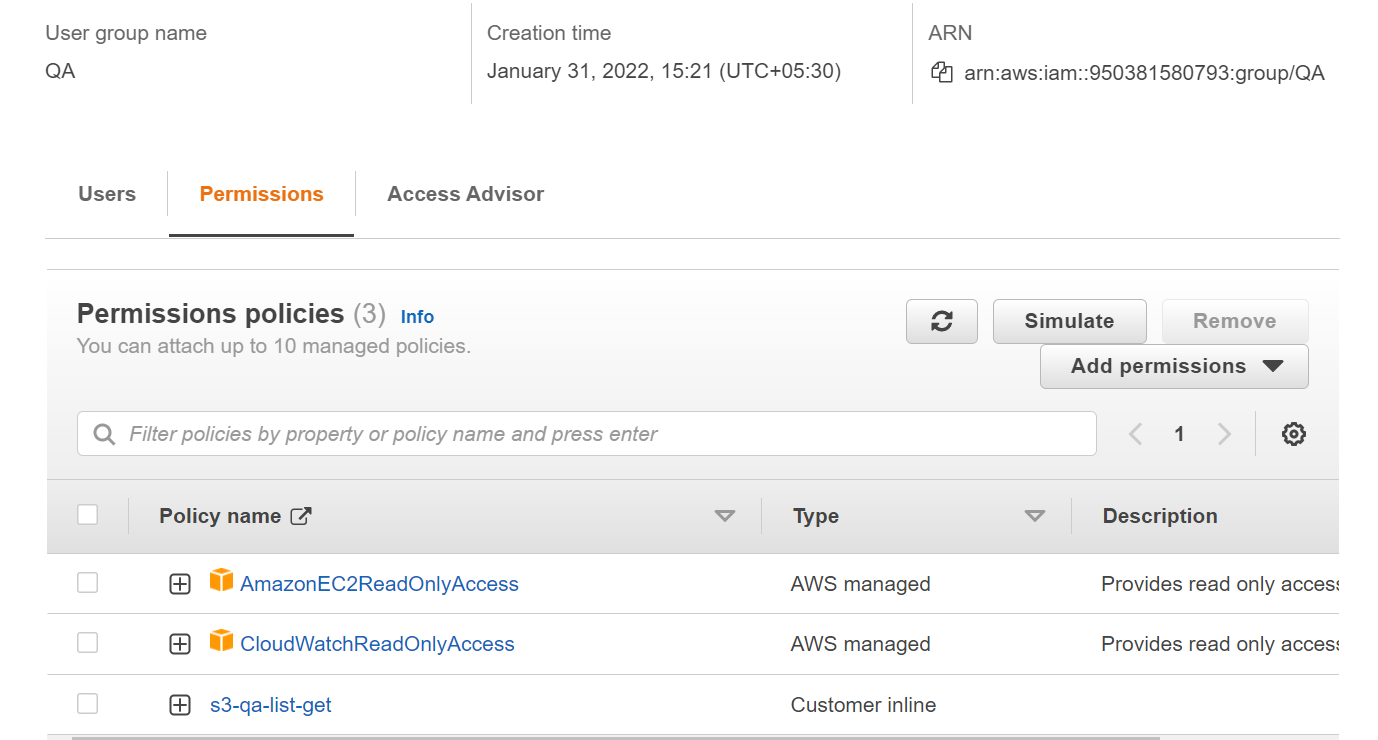 User group name
QA
Creation time
January 31, 2022, 15:21 (UTC+05:30)
ARN
arn:aws:iam::950381580793:group/QA
Users
Permissions
Access Advisor
Permissions policies (3) Info
You can attach up to 10 managed policies.
Simulate
Remove
Add permissions
Filter policies by property or policy name and press enter
1
Policy name
Type
Description
AmazonEC2ReadOnlyAccess
AWS managed
Provides read only access
CloudWatchReadOnlyAccess
AWS managed
Provides read only access
s3-qa-list-get
Customer inline